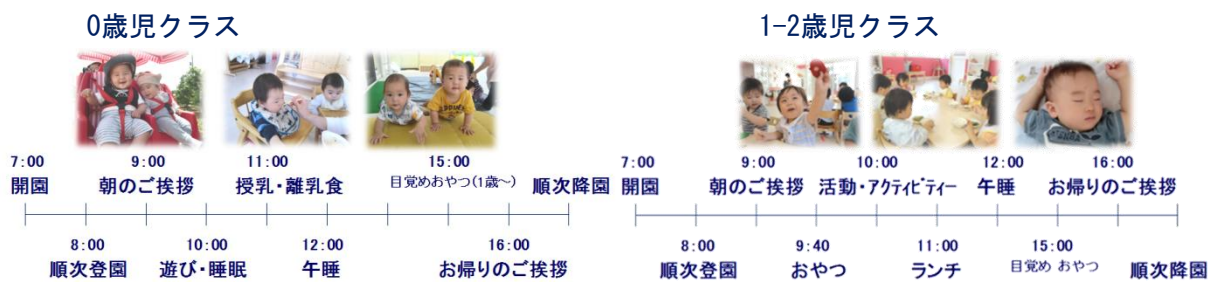 0歳児クラス
1-2歳児クラス
7:00
開園
9:00
朝のご挨拶
11:00
授乳・離乳食
15:00
目覚めおやつ(1歳~)
順次降園
8:00
順次登園
10:00
遊び・睡眠
12:00
午睡
16:00
お帰りのご挨拶
7:00
開園
9:00
朝のご挨拶
10:00
活動・アクティビティー
12:00
午睡
16:00
お帰りのご挨拶
8:00
順次登園
9:40
おやつ
11:00
ランチ
15:00
目覚め おやつ
順次降園